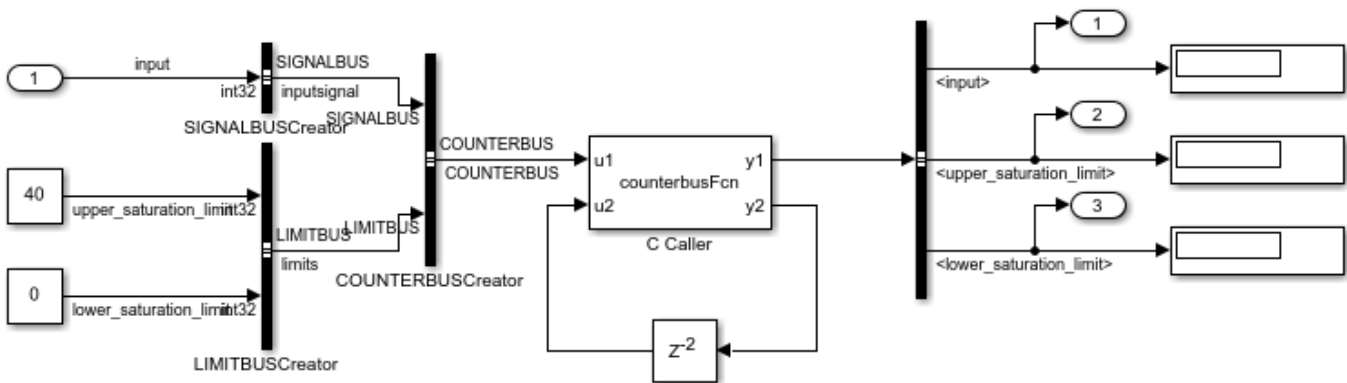 1
input
int32
SIGNALBUS
inputsignal
SIGNALBUSCreator
SIGNALBUS
40
upper_saturation_limit
int32
0
lower_saturation_limit
int32
LIMITBUS
limits
LIMITBUSCreator
LIMITBUS
COUNTERBUSCreator
COUNTERBUS
COUNTERBUS
u1
y1
counterbusFcn
u2
y2
C Caller
Z-2
1
<input>
2
<upper_saturation_limit>
3
<lower_saturation_limit>